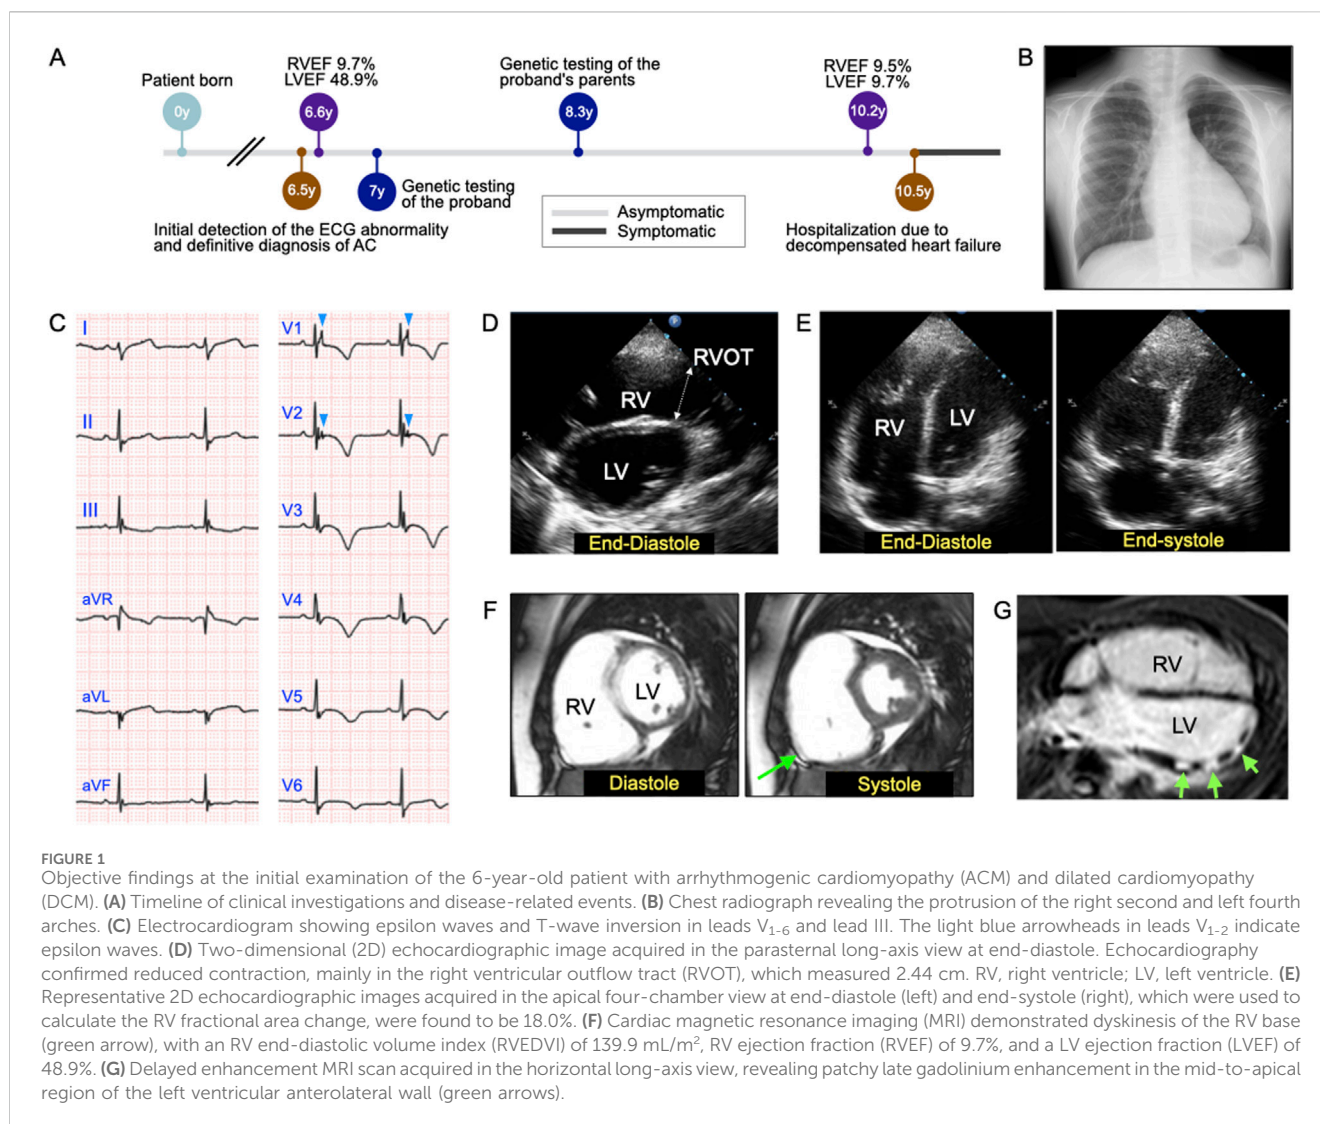 A
Patient born
0y
RVEF 9.7%
LVEF 48.9%
6.6y
Genetic testing of the
proband's parents
8.3y
RVEF 9.5%
LVEF 9.7%
10.2y
6.5y
Initial detection of the ECG abnormality
and definitive diagnosis of AC
7y
Genetic testing
of the proband
Asymptomatic
Symptomatic
10.5y
Hospitalization due to
decompensated heart failure
B
C
I
II
III
aVR
aVL
aVF
V1
V2
V3
V4
V5
V6
D
RVOT
RV
LV
End-Diastole
E
RV
LV
End-Diastole
End-systole
F
RV
LV
Diastole
Systole
G
RV
LV
FIGURE 1
Objective findings at the initial examination of the 6-year-old patient with arrhythmogenic cardiomyopathy (ACM) and dilated cardiomyopathy
(DCM). (A) Timeline of clinical investigations and disease-related events. (B) Chest radiograph revealing the protrusion of the right second and left fourth
arches. (C) Electrocardiogram showing epsilon waves and T-wave inversion in leads V1-6 and lead III. The light blue arrowheads in leads V1-2 indicate
epsilon waves. (D) Two-dimensional (2D) echocardiographic image acquired in the parasternal long-axis view at end-diastole. Echocardiography
confirmed reduced contraction, mainly in the right ventricular outflow tract (RVOT), which measured 2.44 cm. RV, right ventricle; LV, left ventricle. (E)
Representative 2D echocardiographic images acquired in the apical four-chamber view at end-diastole (left) and end-systole (right), which were used to
calculate the RV fractional area change, were found to be 18.0%. (F) Cardiac magnetic resonance imaging (MRI) demonstrated dyskinesis of the RV base
(green arrow), with an RV end-diastolic volume index (RVEDVI) of 139.9 mL/m², RV ejection fraction (RVEF) of 9.7%, and a LV ejection fraction (LVEF) of
48.9%. (G) Delayed enhancement MRI scan acquired in the horizontal long-axis view, revealing patchy late gadolinium enhancement in the mid-to-apical
region of the left ventricular anterolateral wall (green arrows).